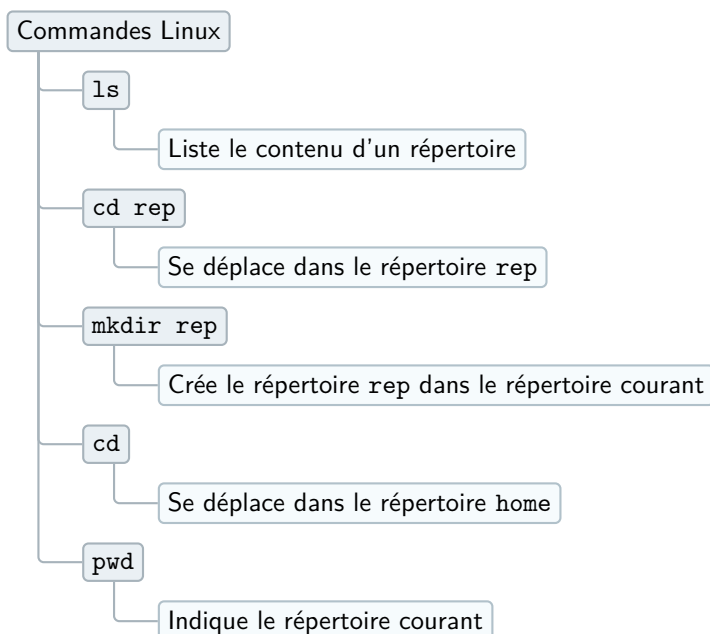 Commandes Linux
ls
Liste le contenu d'un répertoire
cd rep
Se déplace dans le répertoire rep
mkdir rep
Crée le répertoire rep dans le répertoire courant
cd
Se déplace dans le répertoire home
pwd
Indique le répertoire courant